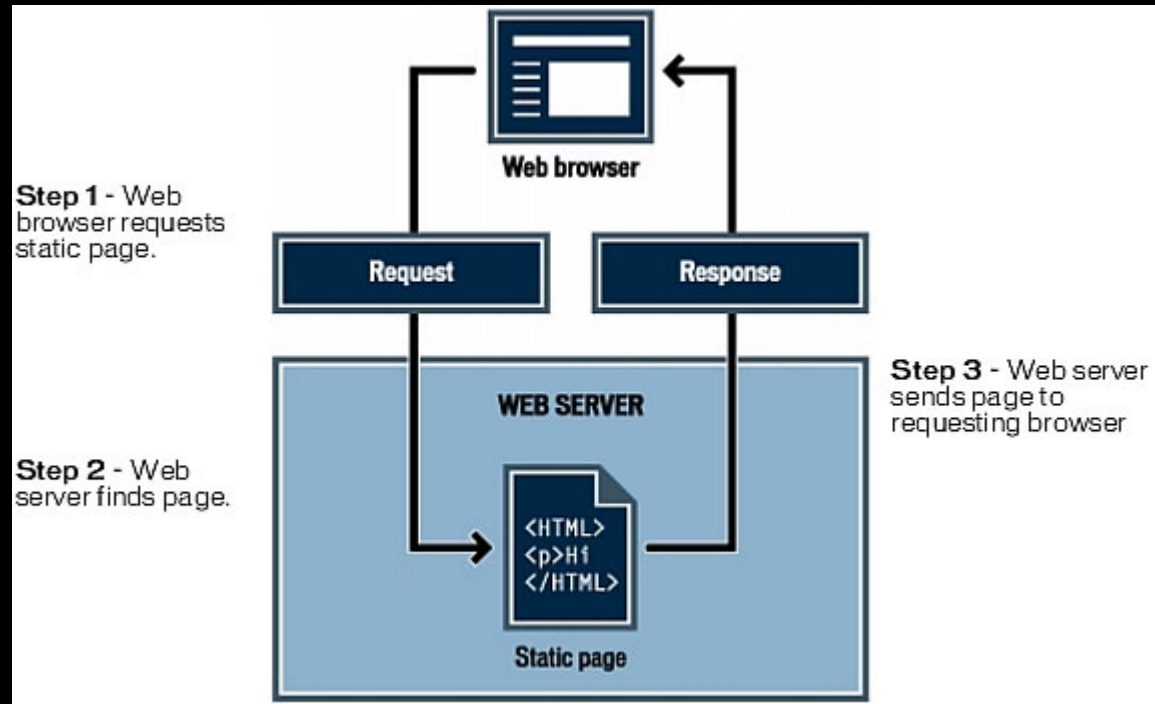 Web browser
Step 1 - Web
browser requests
static page.
Request
Response
WEB SERVER
Step 3 - Web server
sends page to
requesting browser
Step 2 - Web
server finds page.
<HTML>
<p>Hi
</HTML>
Static page